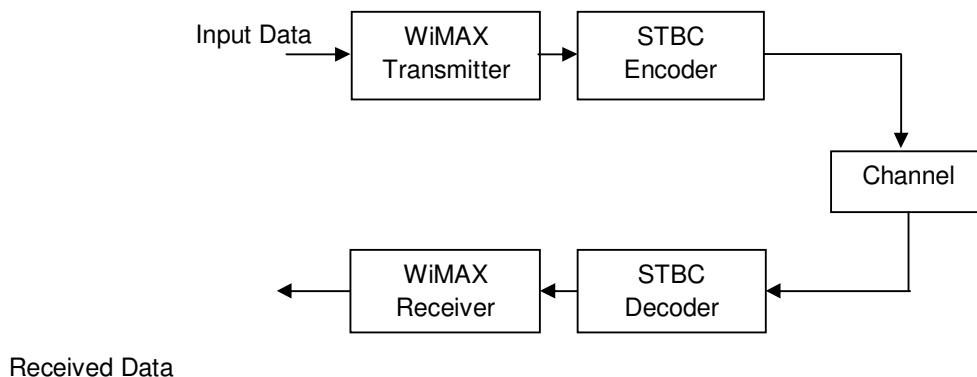 Input Data
WiMAX
Transmitter
STBC
Encoder
Channel
WiMAX
Receiver
STBC
Decoder
Received Data